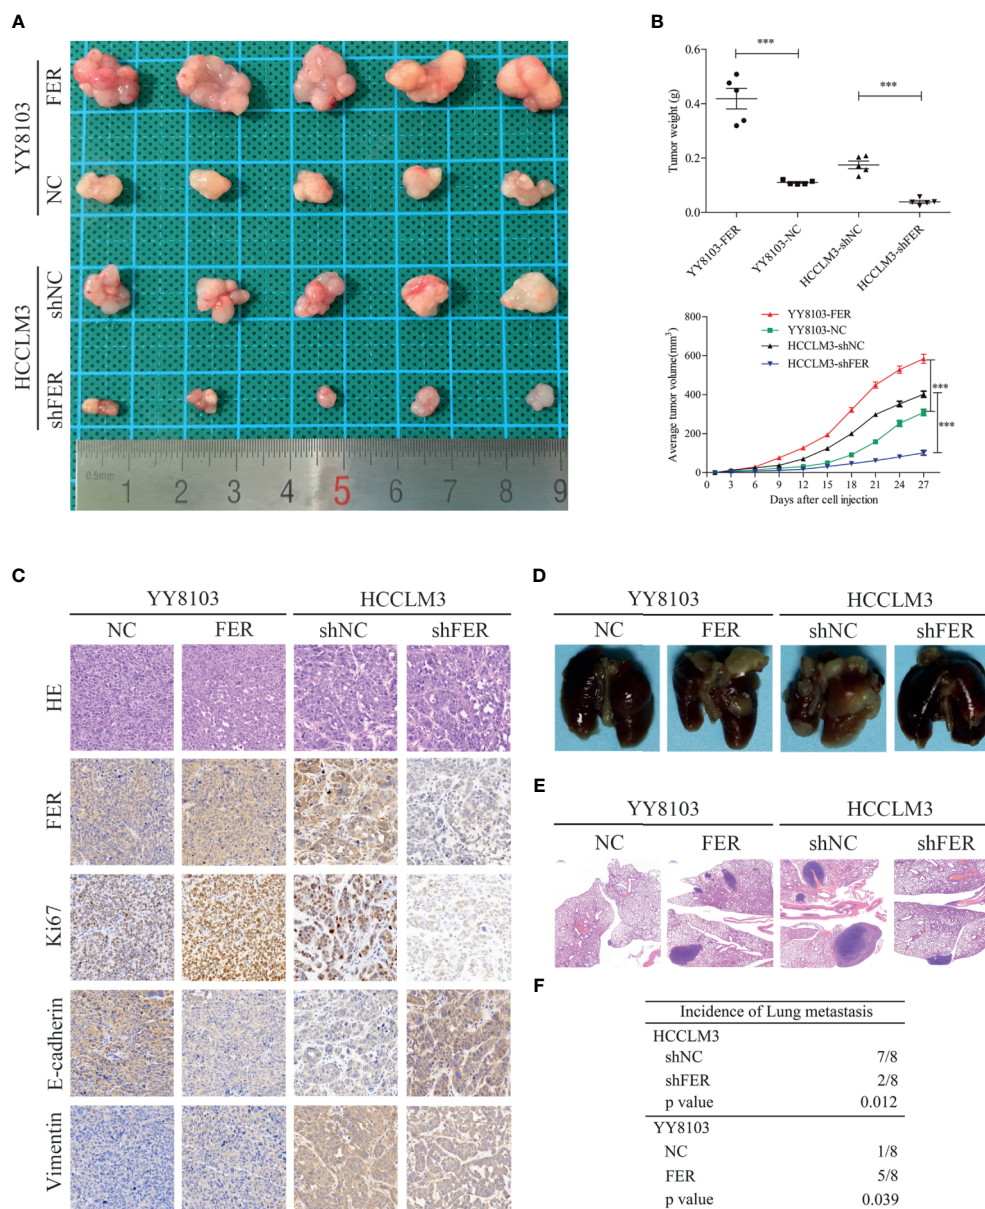 A
YY8103
FER
NC
HCCLM3
shNC
shFER
0.5mm
1 2 3 4 5 6 7 8 9
B
Tumor weight (g)
0.6
0.4
0.2
0.0
***
***
YY8103-FER
YY8103-NC
HCCLM3-shNC
HCCLM3-shFER
Average tumor volume(mm3)
800
600
400
200
0
YY8103-FER
YY8103-NC
HCCLM3-shNC
HCCLM3-shFER
***
***
0 3 6 9 12 15 18 21 24 27
Days after cell injection
C
YY8103 HCCLM3
NC FER shNC shFER
HE
FER
Ki67
E-cadherin
Vimentin
D
YY8103 HCCLM3
NC FER shNC shFER
E
YY8103 HCCLM3
NC FER shNC shFER
F
Incidence of Lung metastasis
HCCLM3
shNC 7/8
shFER 2/8
p value 0.012
YY8103
NC 1/8
FER 5/8
p value 0.039